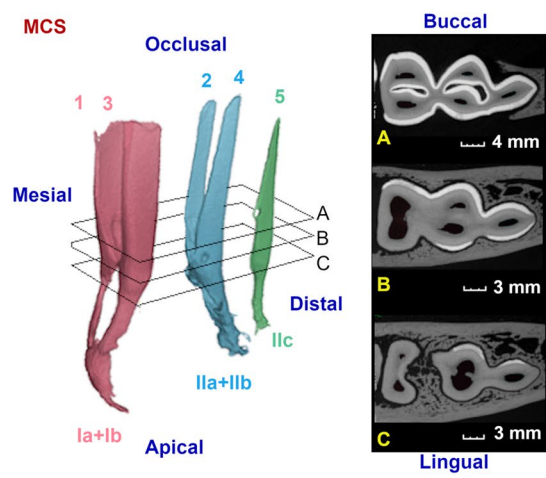 MCS
Occlusal
Buccal
1 3
2 4
5
Mesial
A
B
C
Distal
IIc
IIa+IIb
Ia+Ib
Apical
A
4 mm
B
3 mm
C
3 mm
Lingual